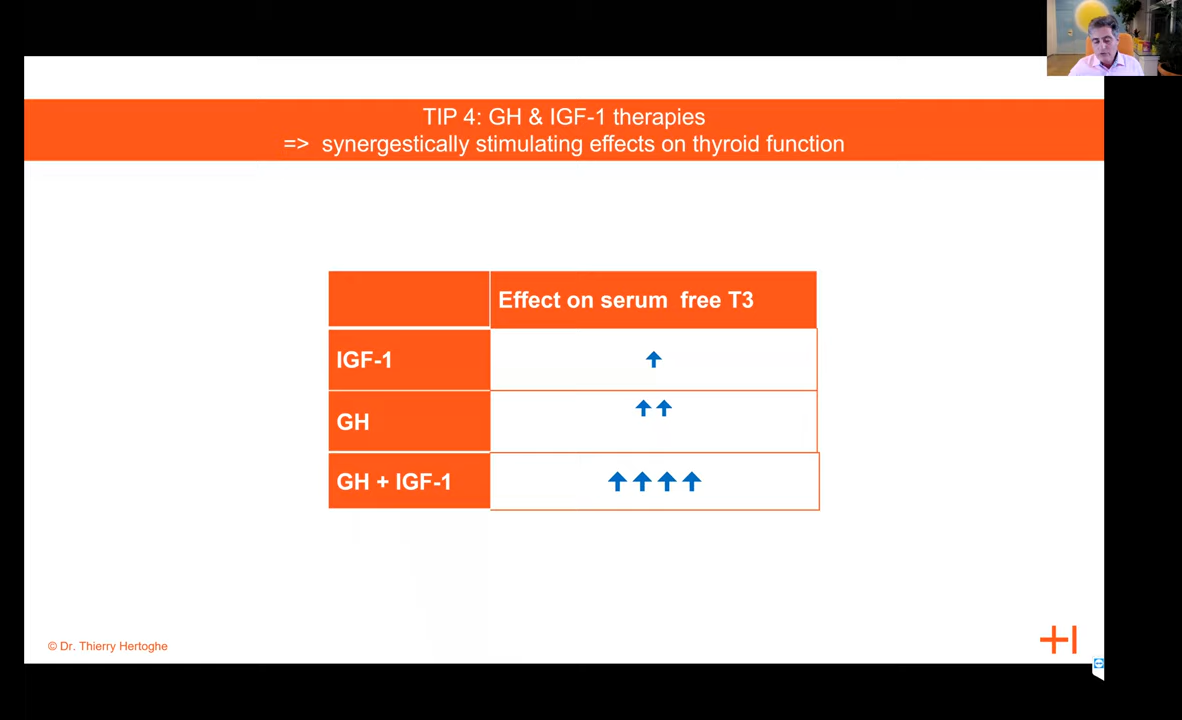 TIP 4: GH & IGF-1 therapies
=> synergestically stimulating effects on thyroid function
Effect on serum free T3
IGF-1
GH
GH + IGF-1
© Dr. Thierry Hertoghe